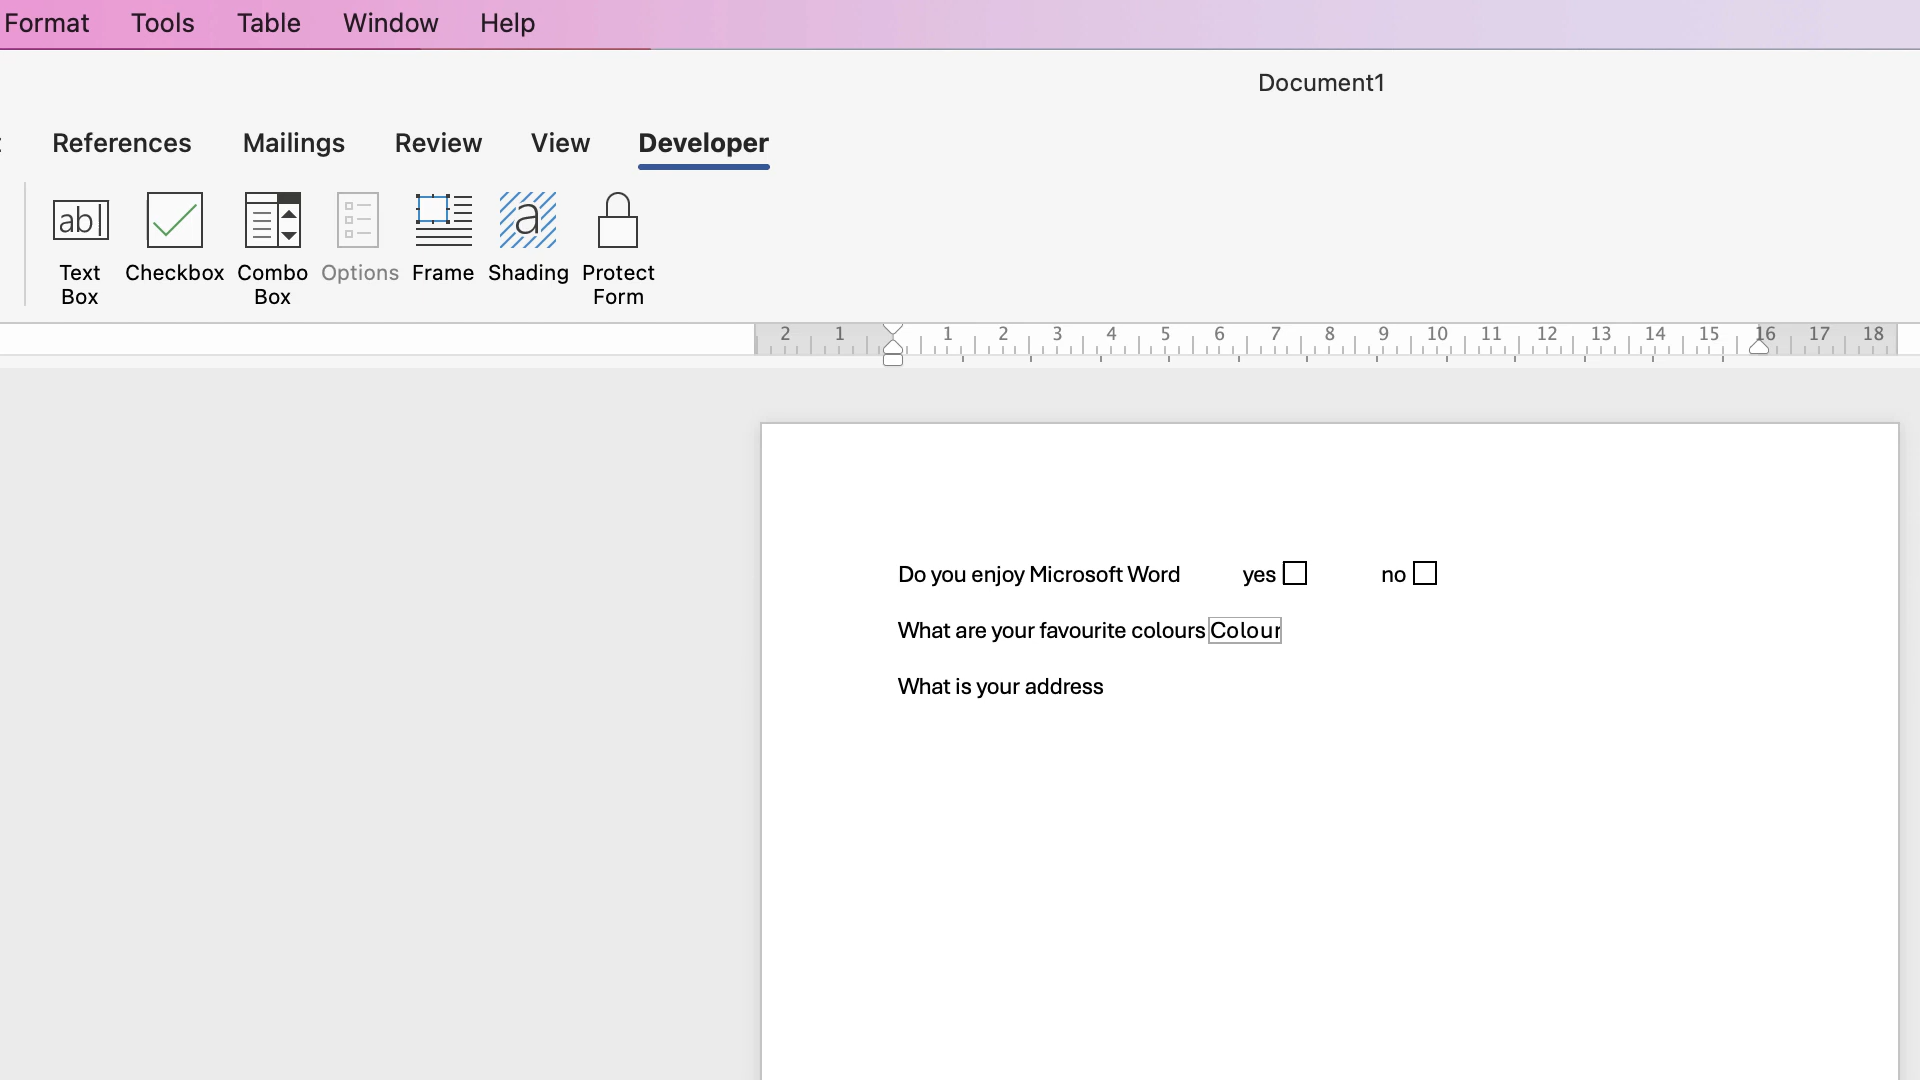 Format Tools Table Window Help
Document1
References Mailings Review View Developer
ab
a
Text Box Checkbox Combo Box Options Frame Shading Protect Form
2 1 1 2 3 4 5 6 7 8 9 10 11 12 13 14 15 16 17 18
Do you enjoy Microsoft Word yes no
What are your favourite colours Colour
What is your address